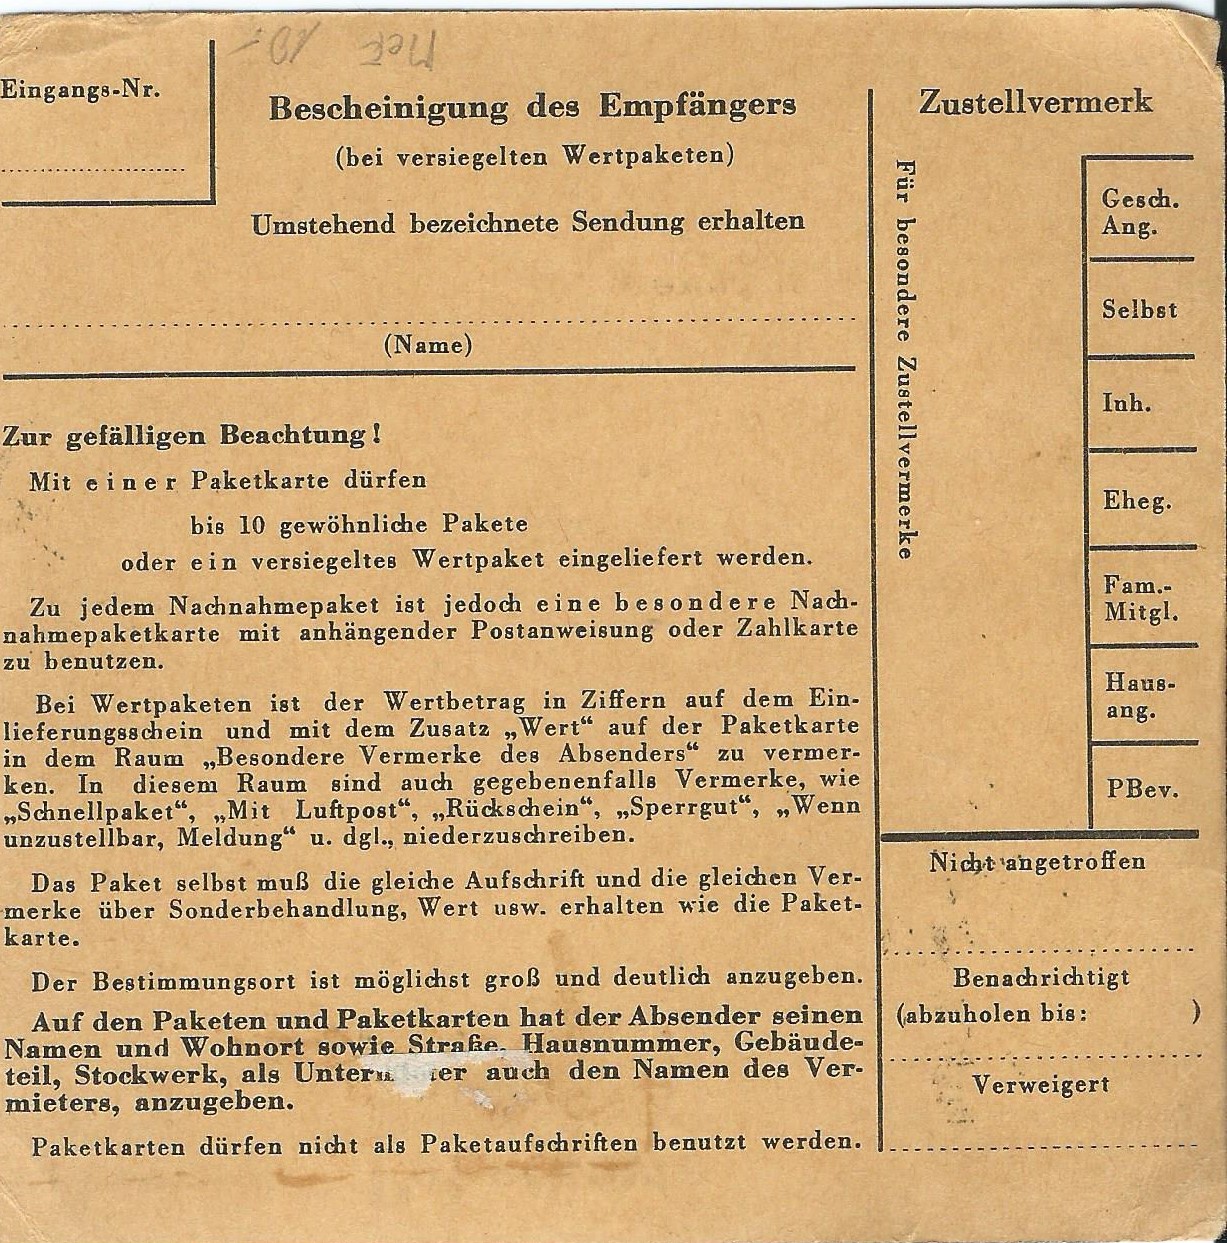 Eingangs-Nr.
Bescheinigung des Empfängers
(bei versiegelten Wertpaketen)
Umstehend bezeichnete Sendung erhalten
(Name)
Zur gefälligen Beachtung!
Mit einer Paketkarte dürfen
bis 10 gewöhnliche Pakete
oder ein versiegeltes Wertpaket eingeliefert werden.
Zu jedem Nachnahmepaket ist jedoch eine besondere Nach-
nahmepaketkarte mit anhängender Postanweisung oder Zahlkarte
zu benutzen.
Bei Wertpaketen ist der Wertbetrag in Ziffern auf dem Ein-
lieferungsschein und mit dem Zusatz „Wert“ auf der Paketkarte
in dem Raum „Besondere Vermerke des Absenders“ zu vermer-
ken. In diesem Raum sind auch gegebenenfalls Vermerke, wie
„Schnellpaket“, „Mit Luftpost“, „Rückschein“, „Sperrgut“, „Wenn
unzustellbar, Meldung“ u. dgl., niederzuschreiben.
Das Paket selbst muß die gleiche Aufschrift und die gleichen Ver-
merke über Sonderbehandlung, Wert usw. erhalten wie die Paket-
karte.
Der Bestimmungsort ist möglichst groß und deutlich anzugeben.
Auf den Paketen und Paketkarten hat der Absender seinen
Namen und Wohnort sowie Straße, Hausnummer, Gebäude-
teil, Stockwerk, als auch den Namen des Ver-
mieters, anzugeben.
Paketkarten dürfen nicht als Paketaufschriften benutzt werden.
Zustellvermerk
Für besondere Zustellvermerke
Gesch.
Ang.
Selbst
Inh.
Eheg.
Fam.-
Mitgl.
Haus-
ang.
PBev.
Nicht angetroffen
Benachrichtigt
(abzuholen bis: )
Verweigert